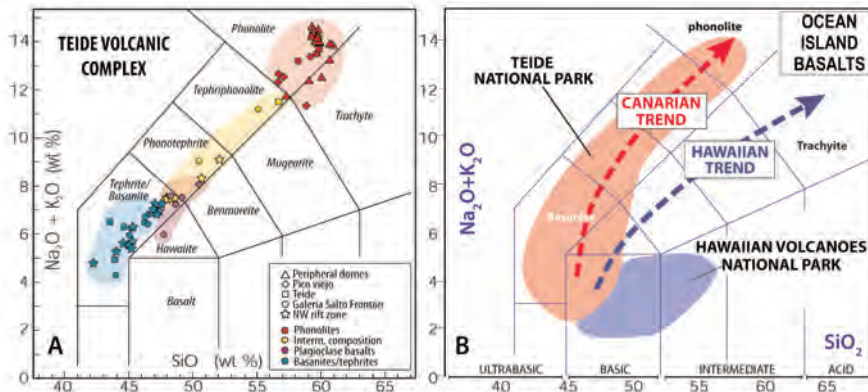 TEIDE VOLCANIC
COMPLEX
Phonolite
Tephriphonolite
Trachyte
Phonotephrite
Mugearite
Tephrite/
Basanite
Benmoreite
Hawaiite
Basalt
Peripheral domes
Pico viejo
Teide
Galeria Salto Fronton
NW rift zone
Phonolites
Interm. composition
Plagioclase basalts
Basanites/tephrites
A
Na₂O + K₂O (wt %)
14
12
10
8
6
4
2
0
SiO (wt %)
40 45 50 55 60 65
B
OCEAN
ISLAND
BASALTS
phonolite
TEIDE
NATIONAL PARK
CANARIAN
TREND
HAWAIIAN
TREND
Trachyte
Basanite
HAWAIIAN VOLCANOES
NATIONAL PARK
Na₂O+K₂O
14
12
10
8
6
4
2
0
SiO₂
ULTRABASIC BASIC INTERMEDIATE ACID
40 45 50 55 60 65